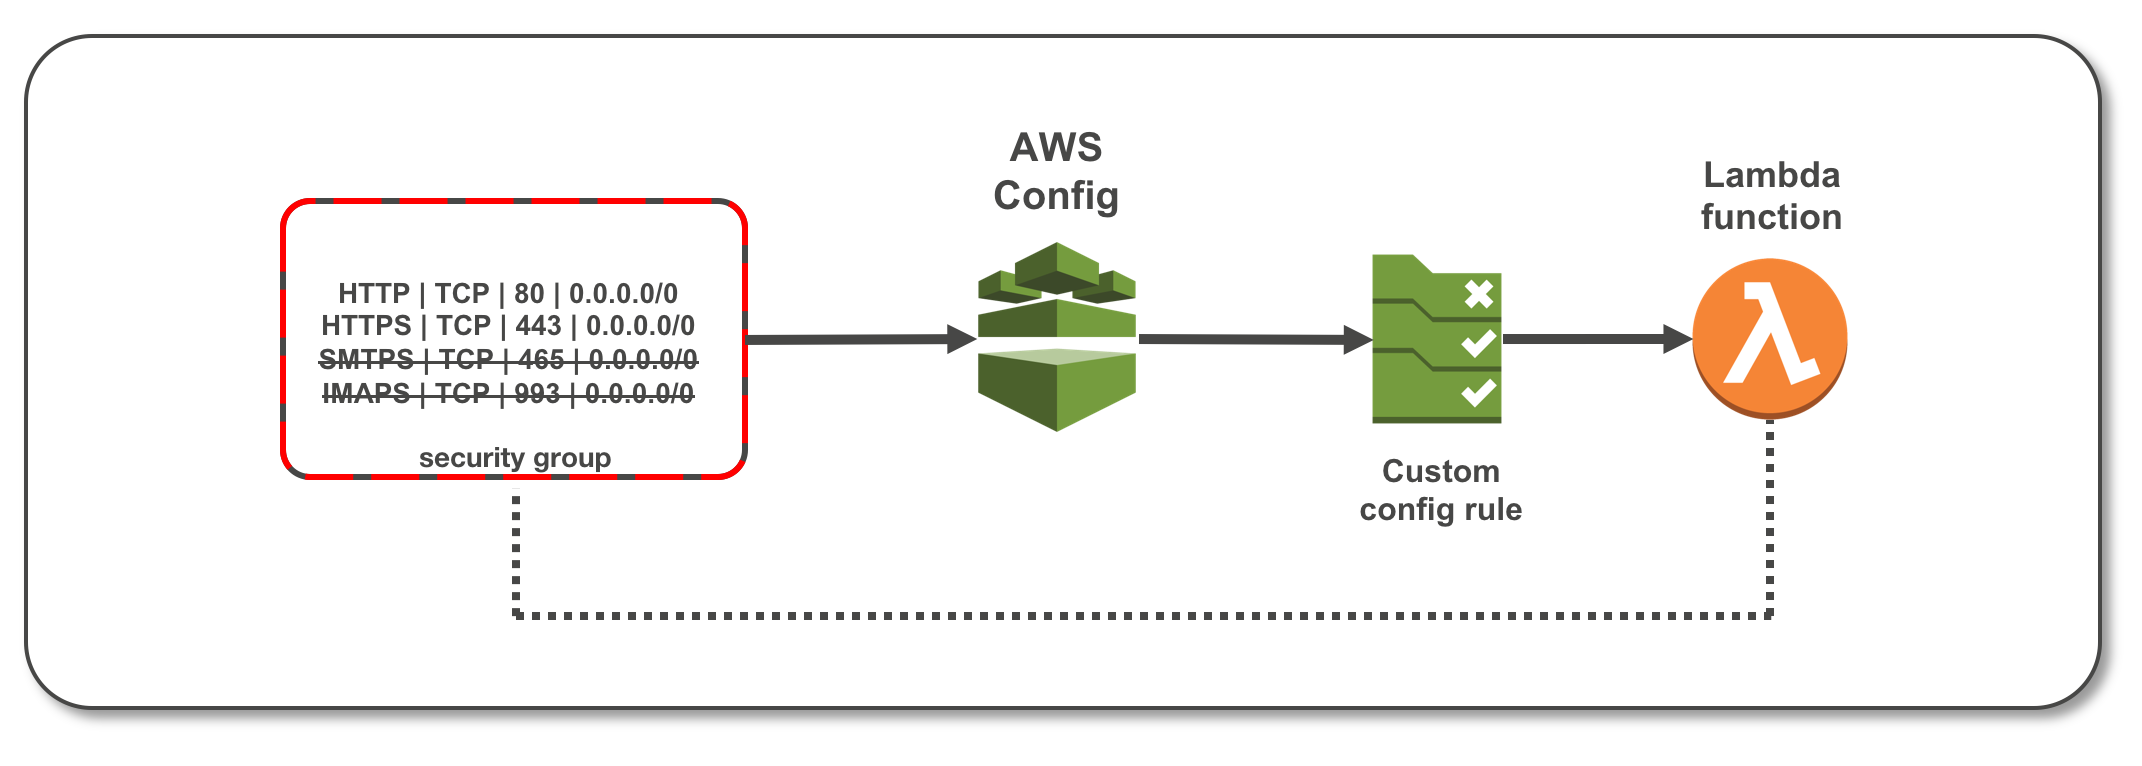 AWS
Config
Lambda
function
HTTP | TCP | 80 | 0.0.0.0/0
HTTPS | TCP | 443 | 0.0.0.0/0
SMTPS | TCP | 465 | 0.0.0.0/0
IMAPS | TCP | 993 | 0.0.0.0/0
security group
Custom
config rule